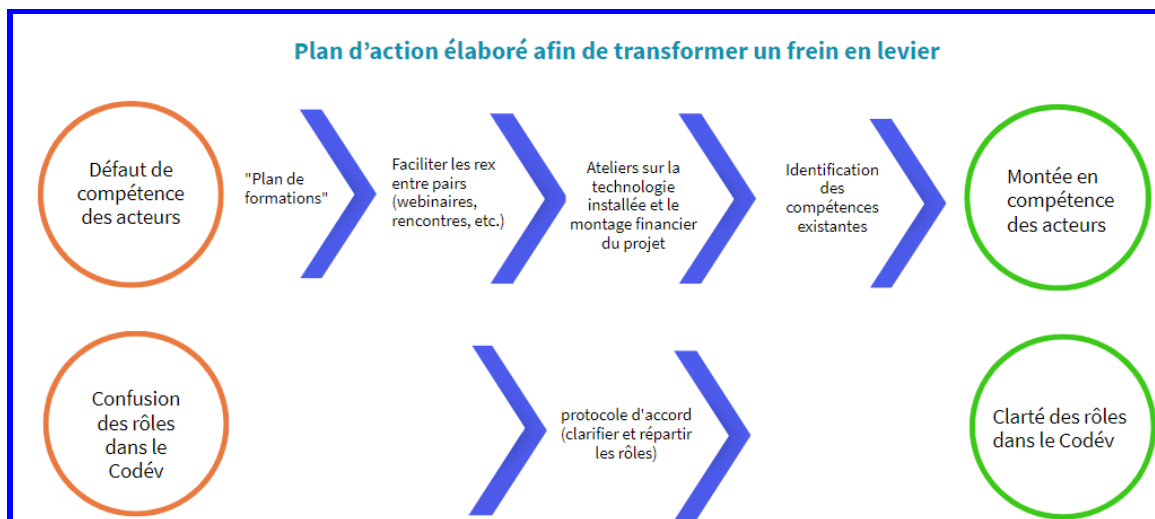 Plan d'action élaboré afin de transformer un frein en levier
Défaut de
compétence
des acteurs
"Plan de
formations"
Faciliter les rex
entre pairs
(webinaires,
rencontres, etc.)
Ateliers sur la
technologie
installée et le
montage financier
du projet
Identification
des
compétences
existantes
Montée en
compétence
des acteurs
Confusion
des rôles
dans le
Codév
protocole d'accord
(clarifier et répartir
les rôles)
Clarté des rôles
dans le Codév